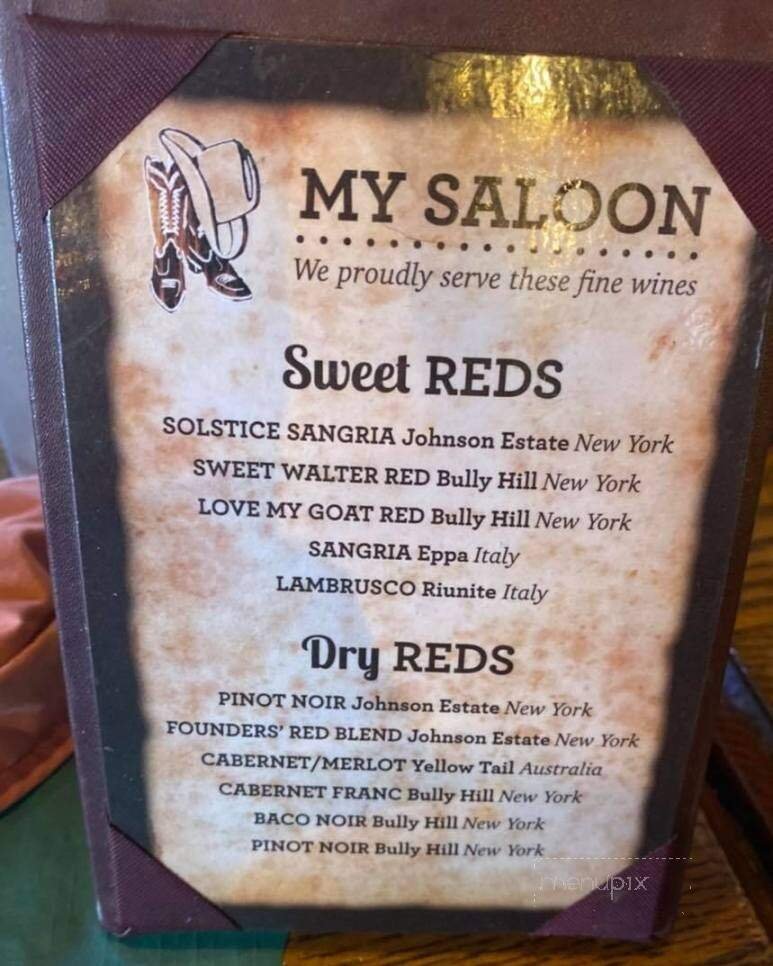 MY SALOON
We proudly serve these fine wines
Sweet REDS
SOLSTICE SANGRIA Johnson Estate New York
SWEET WALTER RED Bully Hill New York
LOVE MY GOAT RED Bully Hill New York
SANGRIA Eppa Italy
LAMBRUSCO Riunite Italy
Dry REDS
PINOT NOIR Johnson Estate New York
FOUNDERS' RED BLEND Johnson Estate New York
CABERNET/MERLOT Yellow Tail Australia
CABERNET FRANC Bully Hill New York
BACO NOIR Bully Hill New York
PINOT NOIR Bully Hill New York
menupix